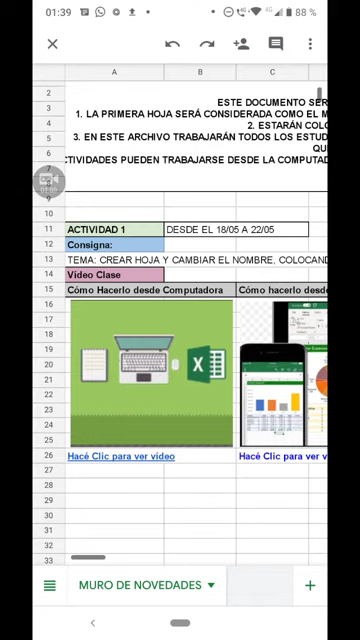 01:39
4G
4G
88 %
A B C
2
3 ESTE DOCUMENTO SER
4 1. LA PRIMERA HOJA SERÁ CONSIDERADA COMO EL M
5 2. ESTARÁN COLO
6 3. EN ESTE ARCHIVO TRABAJARÁN TODOS LOS ESTUD
QU
CTIVIDADES PUEDEN TRABAJARSE DESDE LA COMPUTAD
9
10
11 ACTIVIDAD 1 DESDE EL 18/05 A 22/05
12 Consigna:
13 TEMA: CREAR HOJA Y CAMBIAR EL NOMBRE, COLOCAND
14 Vídeo Clase
15 Cómo Hacerlo desde Computadora Cómo hacerlo desde
16
17
18
19
20
21
22
23
24
25
26 Hacé Clic para ver vídeo Hacé Clic para ver v
27
28
29
30
31
32
33
MURO DE NOVEDADES